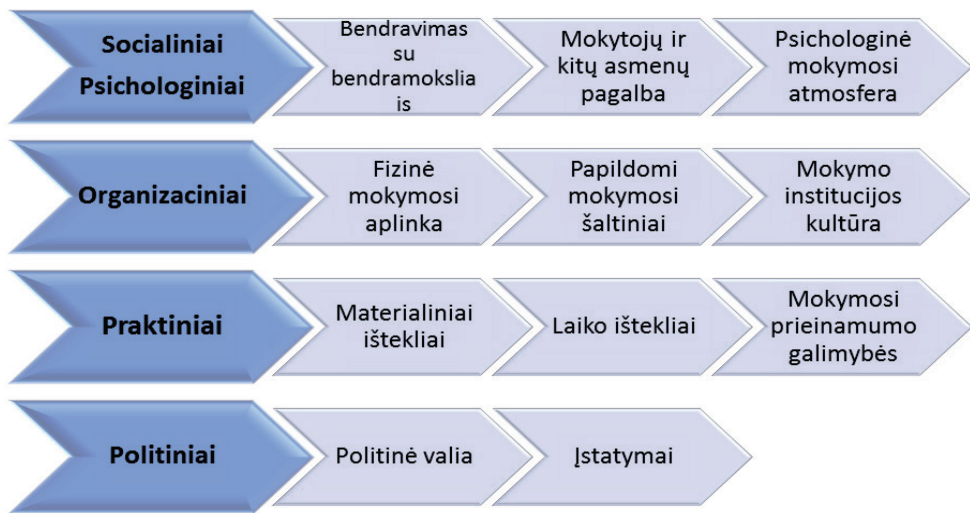 Socialiniai
Psichologiniai
Bendravimas
su
bendramokslia
is
Mokytojų ir
kitų asmenų
pagalba
Psichologinė
mokymosi
atmosfera
Organizaciniai
Fizinė
mokymosi
aplinka
Papildomi
mokymosi
šaltiniai
Mokymo
institucijos
kultūra
Praktiniai
Materialiniai
ištekliai
Laiko ištekliai
Mokymosi
prieinamumo
galimybės
Politiniai
Politinė valia
Įstatymai